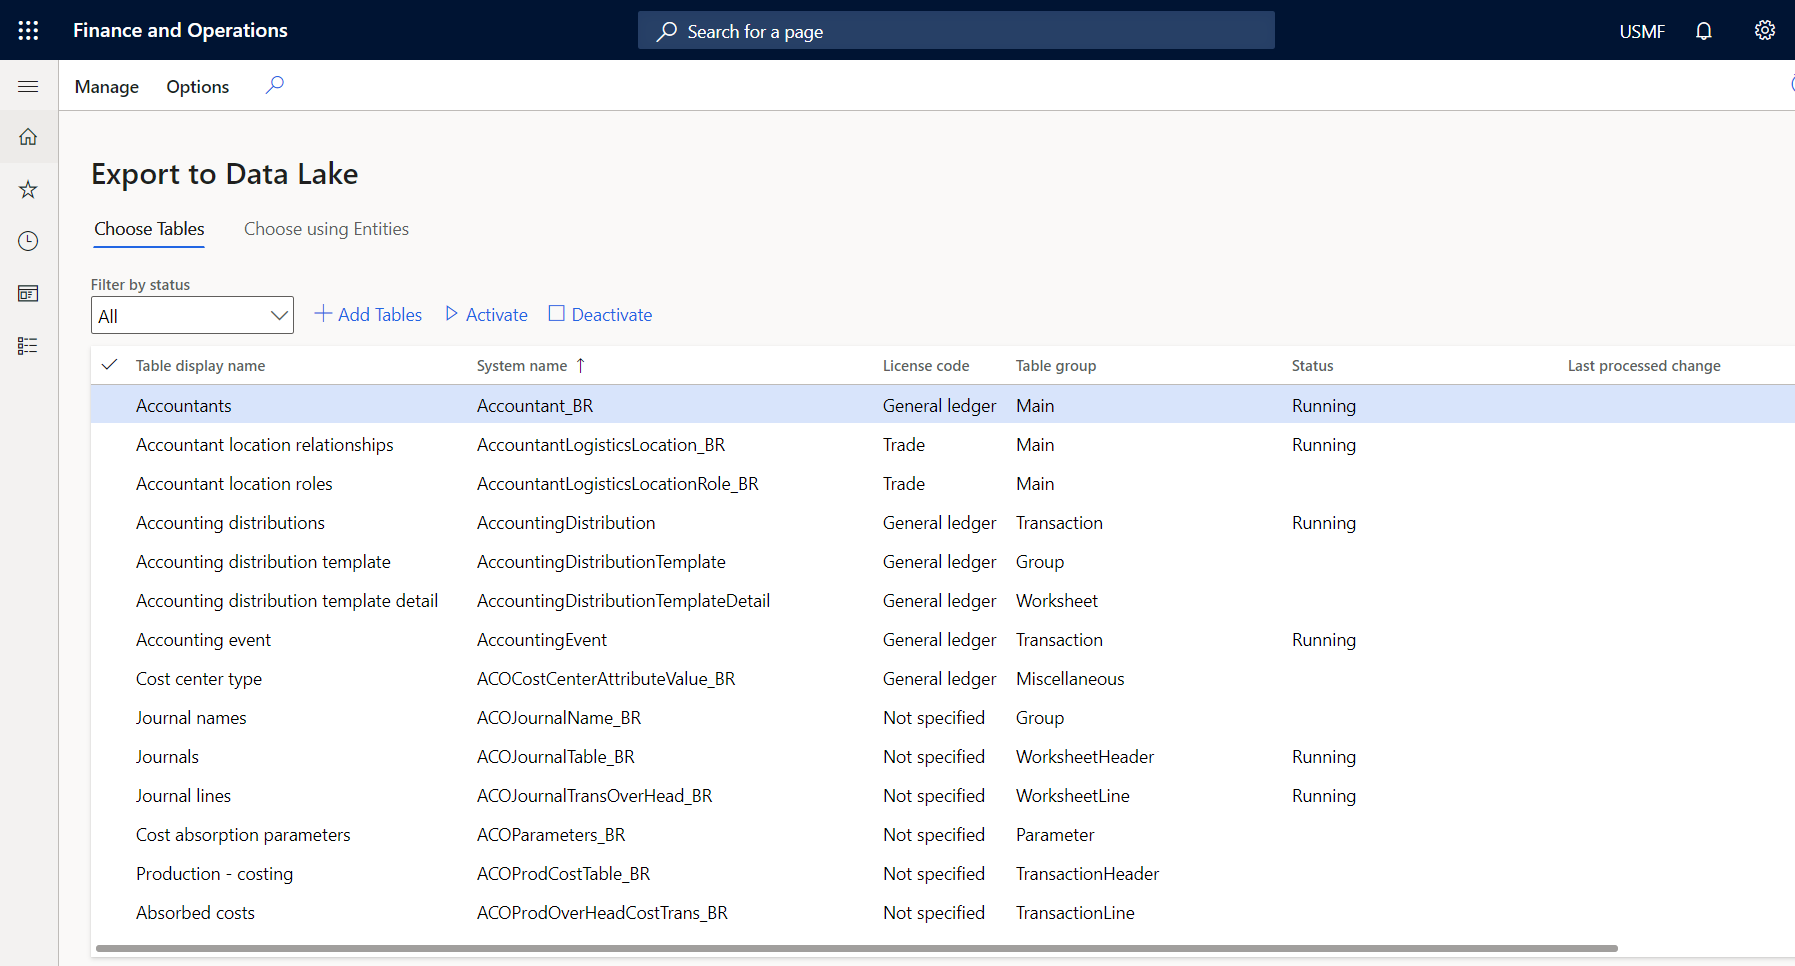 Finance and Operations Search for a page USMF
Manage Options
Export to Data Lake
Choose Tables Choose using Entities
Filter by status
All Add Tables Activate Deactivate
Table display name System name License code Table group Status Last processed change
Accountants Accountant_BR General ledger Main Running
Accountant location relationships AccountantLogisticsLocation_BR Trade Main Running
Accountant location roles AccountantLogisticsLocationRole_BR Trade Main
Accounting distributions AccountingDistribution General ledger Transaction Running
Accounting distribution template AccountingDistributionTemplate General ledger Group
Accounting distribution template detail AccountingDistributionTemplateDetail General ledger Worksheet
Accounting event AccountingEvent General ledger Transaction Running
Cost center type ACOCostCenterAttributeValue_BR General ledger Miscellaneous
Journal names ACOJournalName_BR Not specified Group
Journals ACOJournalTable_BR Not specified WorksheetHeader Running
Journal lines ACOJournalTransOverHead_BR Not specified WorksheetLine Running
Cost absorption parameters ACOParameters_BR Not specified Parameter
Production - costing ACOProdCostTable_BR Not specified TransactionHeader
Absorbed costs ACOProdOverHeadCostTrans_BR Not specified TransactionLine